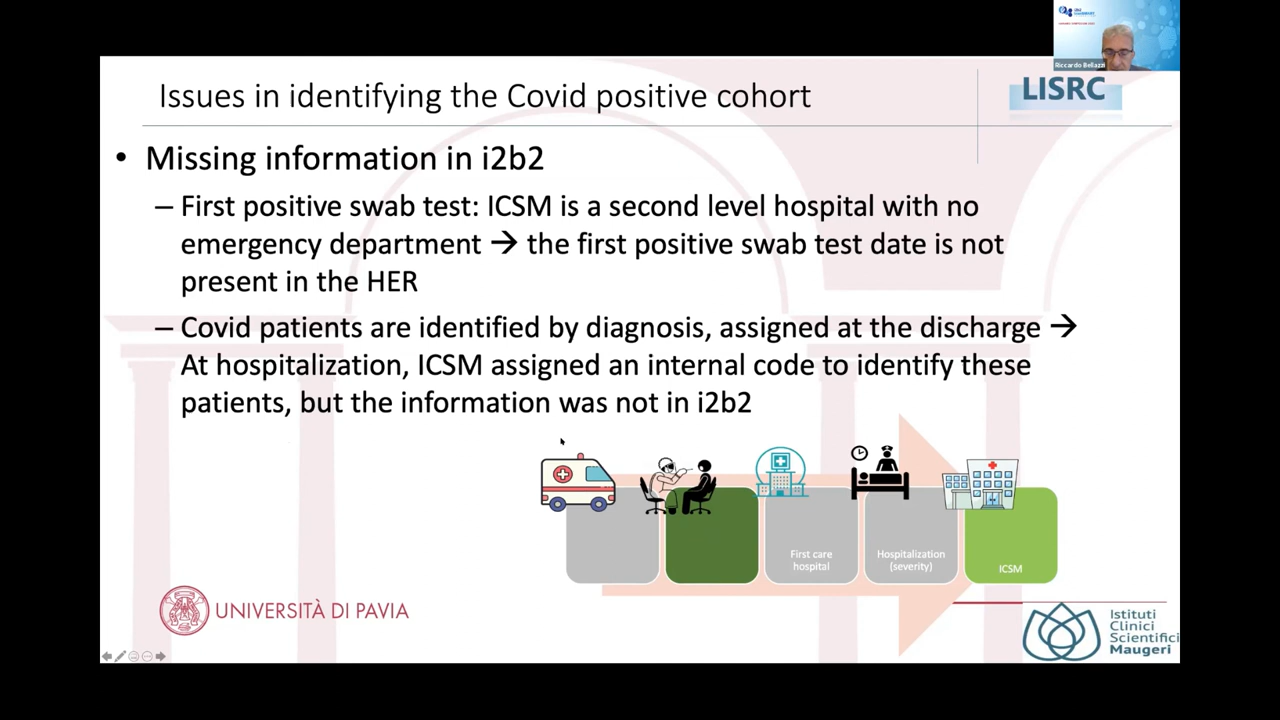 Riccardo Bellazzi
Issues in identifying the Covid positive cohort
LISRC
• Missing information in i2b2
– First positive swab test: ICSM is a second level hospital with no
emergency department → the first positive swab test date is not
present in the HER
– Covid patients are identified by diagnosis, assigned at the discharge →
At hospitalization, ICSM assigned an internal code to identify these
patients, but the information was not in i2b2
First care
hospital
Hospitalization
(severity)
ICSM
UNIVERSITÀ DI PAVIA
Istituti
Clinici
Scientifici
Maugeri